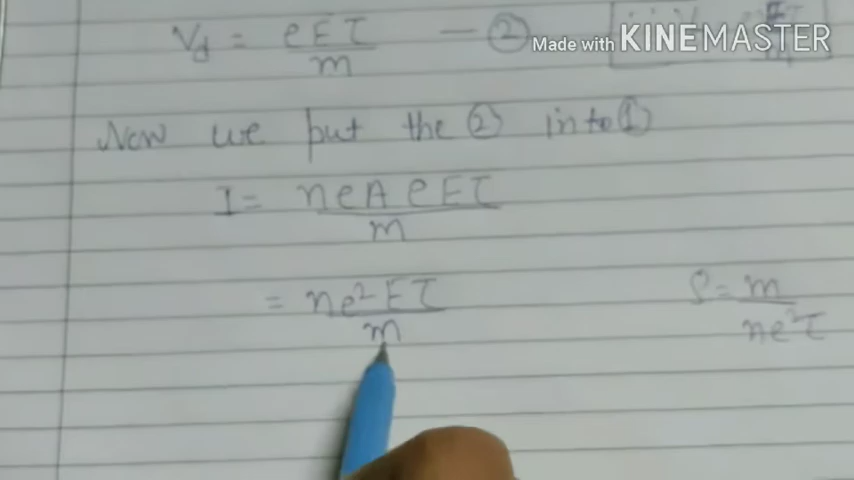 Vd = eEτ/m — ②
Made with KINEMASTER
Now we put the ② into ①
I = neA eEτ/m
= ne²Eτ/m
ρ = m/ne²τ